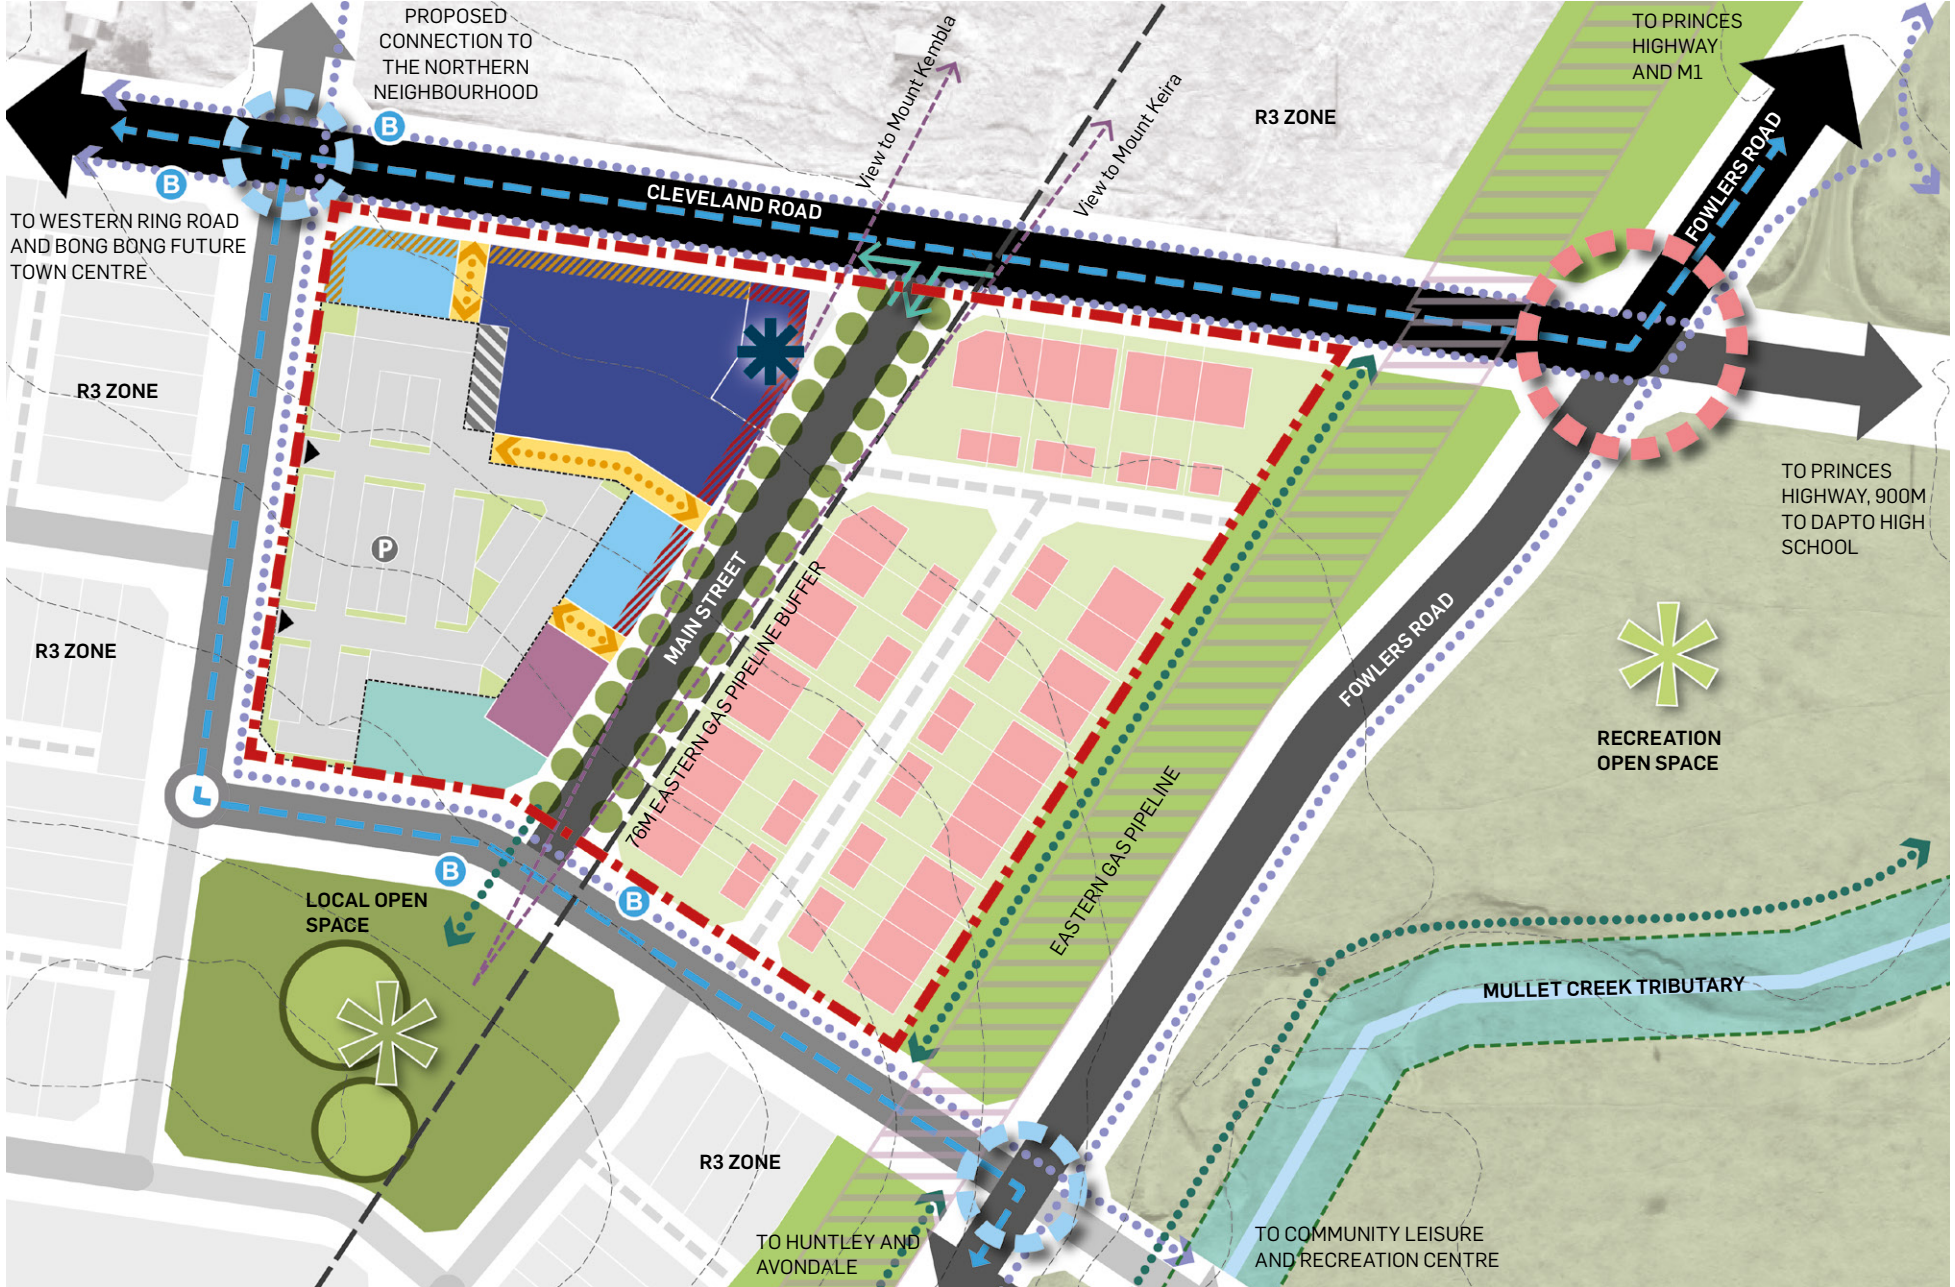 PROPOSED
CONNECTION TO
THE NORTHERN
NEIGHBOURHOOD
TO PRINCES
HIGHWAY
AND M1
View to Mount Kembla
View to Mount Keira
R3 ZONE
B
B
FOWLERS ROAD
CLEVELAND ROAD
TO WESTERN RING ROAD
AND BONG BONG FUTURE
TOWN CENTRE
R3 ZONE
TO PRINCES
HIGHWAY, 900M
TO DAPTO HIGH
SCHOOL
P
MAIN STREET
76M EASTERN GAS PIPELINE BUFFER
R3 ZONE
FOWLERS ROAD
RECREATION
OPEN SPACE
EASTERN GAS PIPELINE
B
B
LOCAL OPEN
SPACE
MULLET CREEK TRIBUTARY
R3 ZONE
TO HUNTLEY AND
AVONDALE
TO COMMUNITY LEISURE
AND RECREATION CENTRE